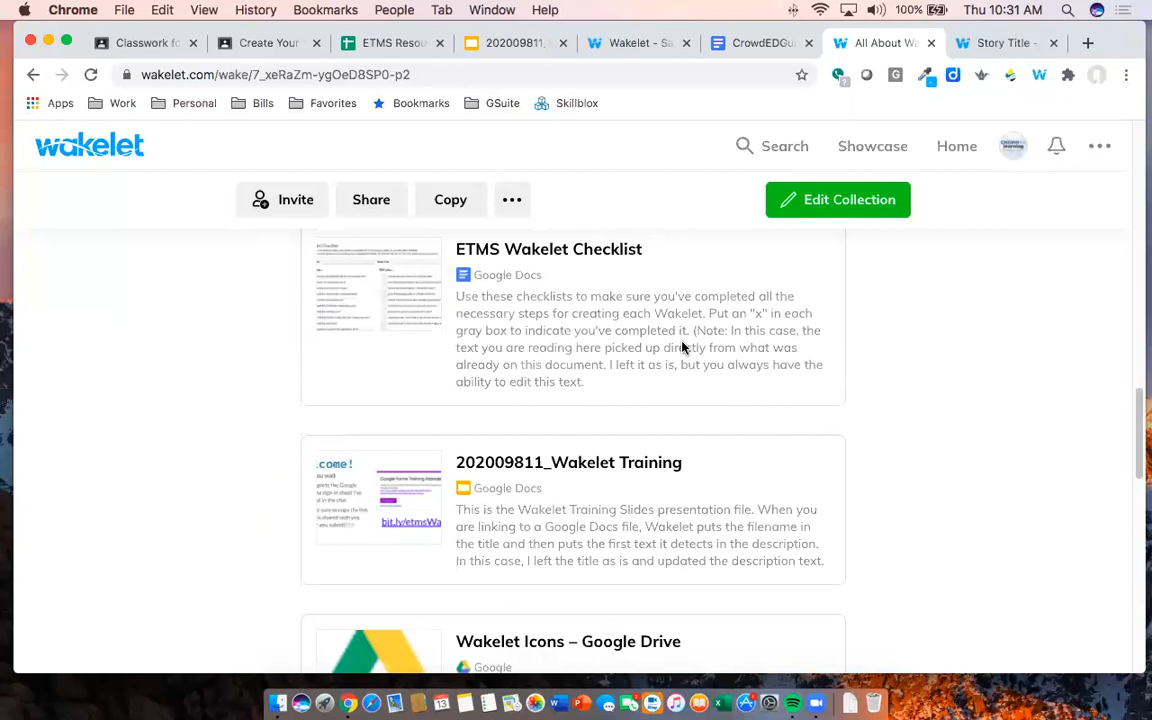 Chrome File Edit View History Bookmarks People Tab Window Help 100% Thu 10:31 AM
Classwork fo Create Your ETMS Resou 202009811_ Wakelet - Sa CrowdEDGu All About Wa Story Title -
wakelet.com/wake/7_xeRaZm-ygOeD8SP0-p2
Apps Work Personal Bills Favorites Bookmarks GSuite Skillblox
wakelet Search Showcase Home
Invite Share Copy Edit Collection
ETMS Wakelet Checklist
Google Docs
Use these checklists to make sure you've completed all the
necessary steps for creating each Wakelet. Put an "x" in each
gray box to indicate you've completed it. (Note: In this case, the
text you are reading here picked up directly from what was
already on this document. I left it as is, but you always have the
ability to edit this text.
lcome!
bit.ly/etmsWa
202009811_Wakelet Training
Google Docs
This is the Wakelet Training Slides presentation file. When you
are linking to a Google Docs file, Wakelet puts the filename in
the title and then puts the first text it detects in the description.
In this case, I left the title as is and updated the description text.
Wakelet Icons – Google Drive
Google